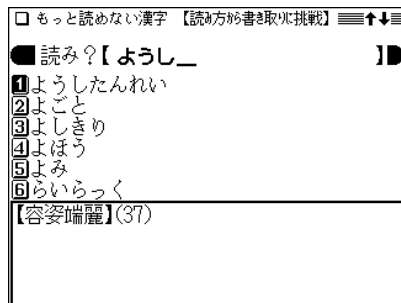 もっと読めない漢字 【読み方から書き取りに挑戦】
読み?【ようし_ 】
1ようしたんれい
2よごと
3よしきり
4よほう
5よみ
6らいらっく
【容姿端麗】(37)